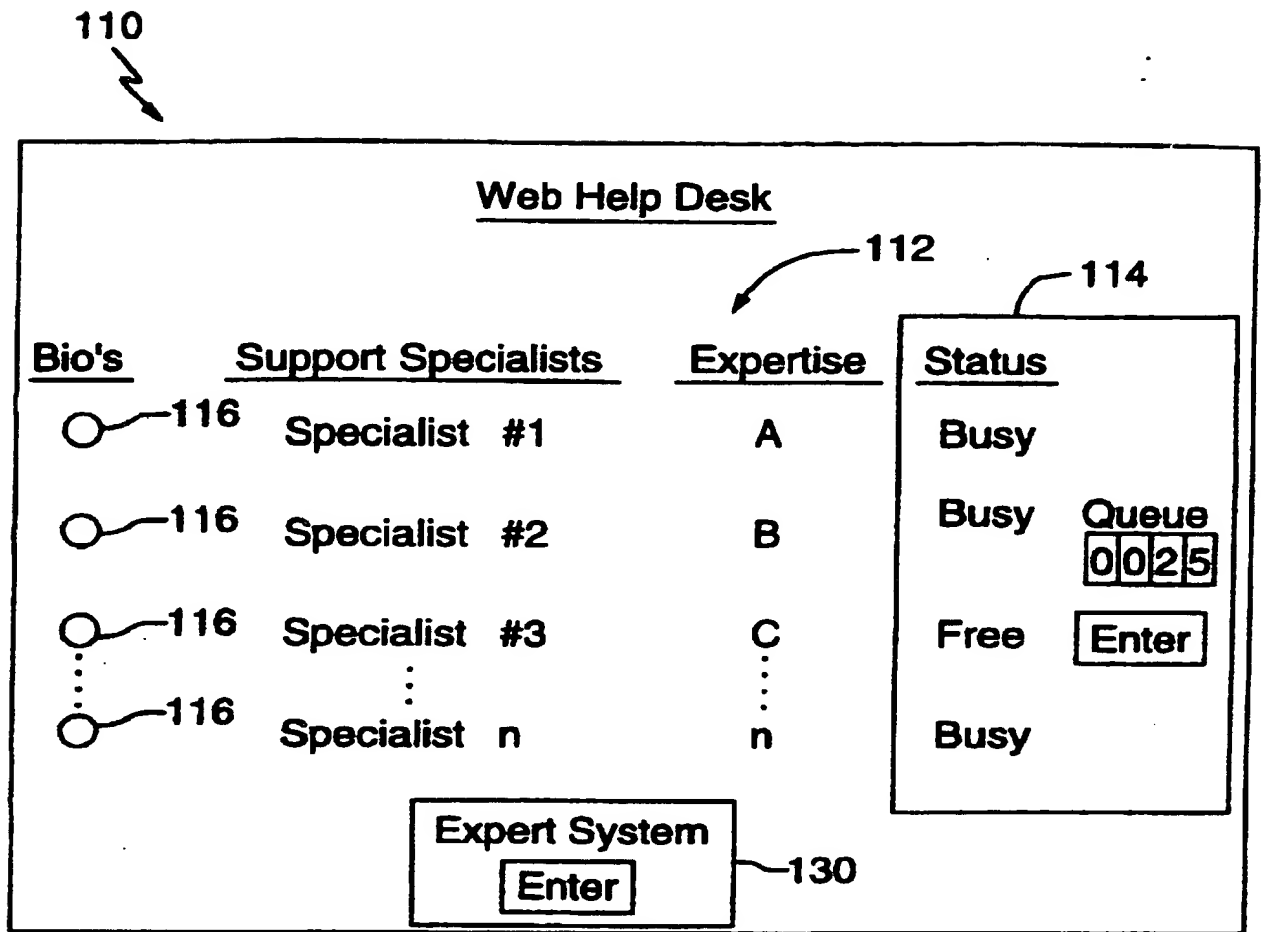 110
Web Help Desk
112
114
Bio's Support Specialists Expertise Status
116 Specialist #1 A Busy
116 Specialist #2 B Busy Queue
0025
116 Specialist #3 C Free Enter
116 Specialist n n Busy
Expert System
Enter
130